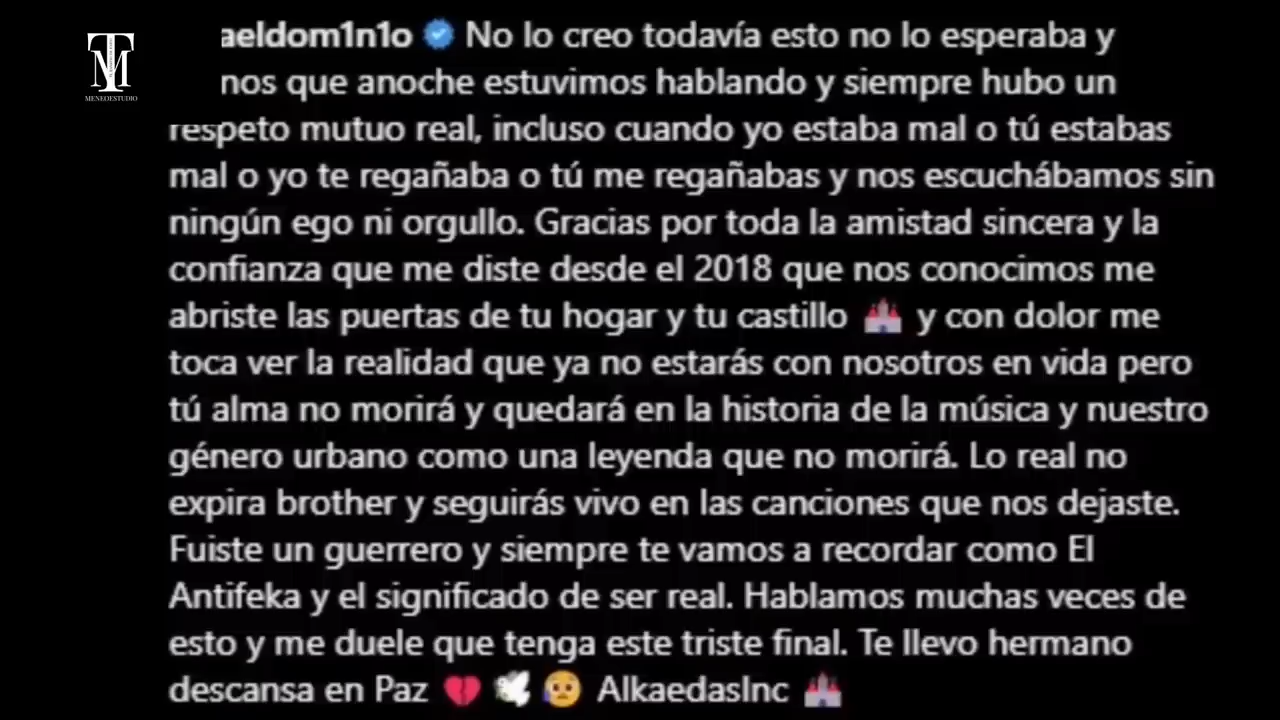 TM
MENEOESTUDIO
aeldom1n1o No lo creo todavía esto no lo esperaba y
nos que anoche estuvimos hablando y siempre hubo un
respeto mutuo real, incluso cuando yo estaba mal o tú estabas
mal o yo te regañaba o tú me regañabas y nos escuchábamos sin
ningún ego ni orgullo. Gracias por toda la amistad sincera y la
confianza que me diste desde el 2018 que nos conocimos me
abriste las puertas de tu hogar y tu castillo 🏰 y con dolor me
toca ver la realidad que ya no estarás con nosotros en vida pero
tú alma no morirá y quedará en la historia de la música y nuestro
género urbano como una leyenda que no morirá. Lo real no
expira brother y seguirás vivo en las canciones que nos dejaste.
Fuiste un guerrero y siempre te vamos a recordar como El
Antifeka y el significado de ser real. Hablamos muchas veces de
esto y me duele que tenga este triste final. Te llevo hermano
descansa en Paz 💔 🕊 😥 AlkaedasInc 🏰